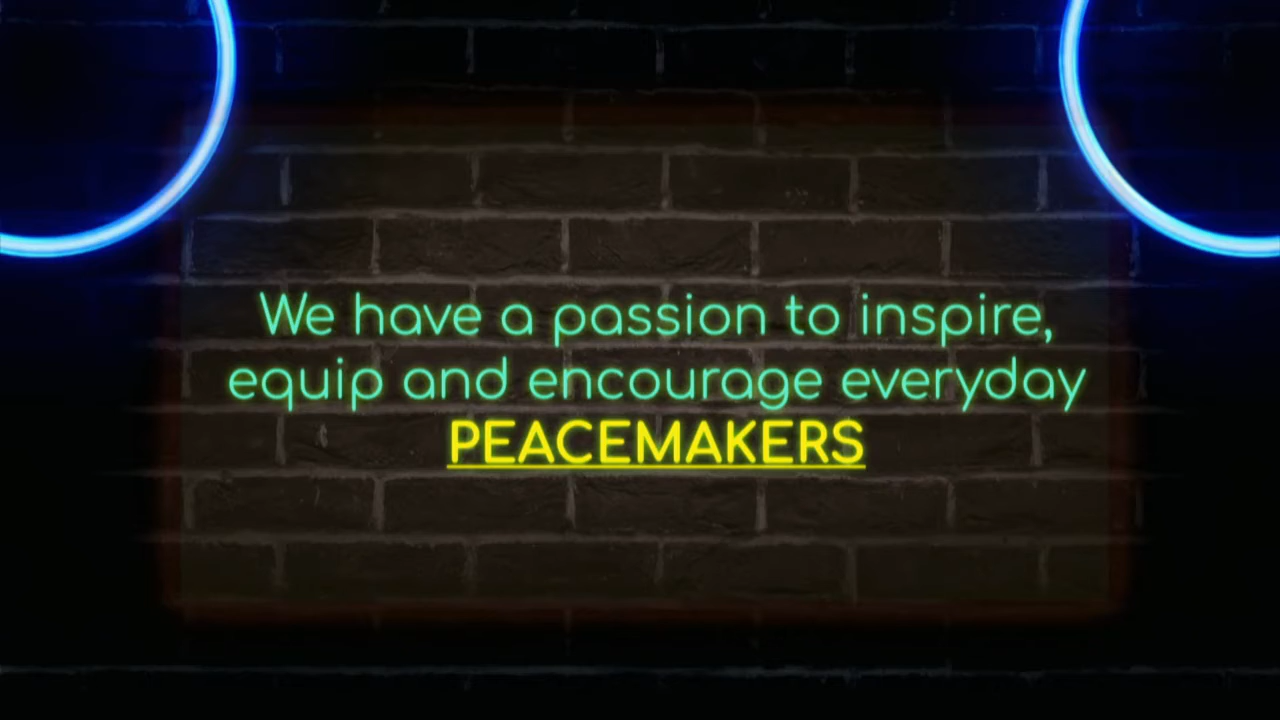 We have a passion to inspire,
equip and encourage everyday
PEACEMAKERS